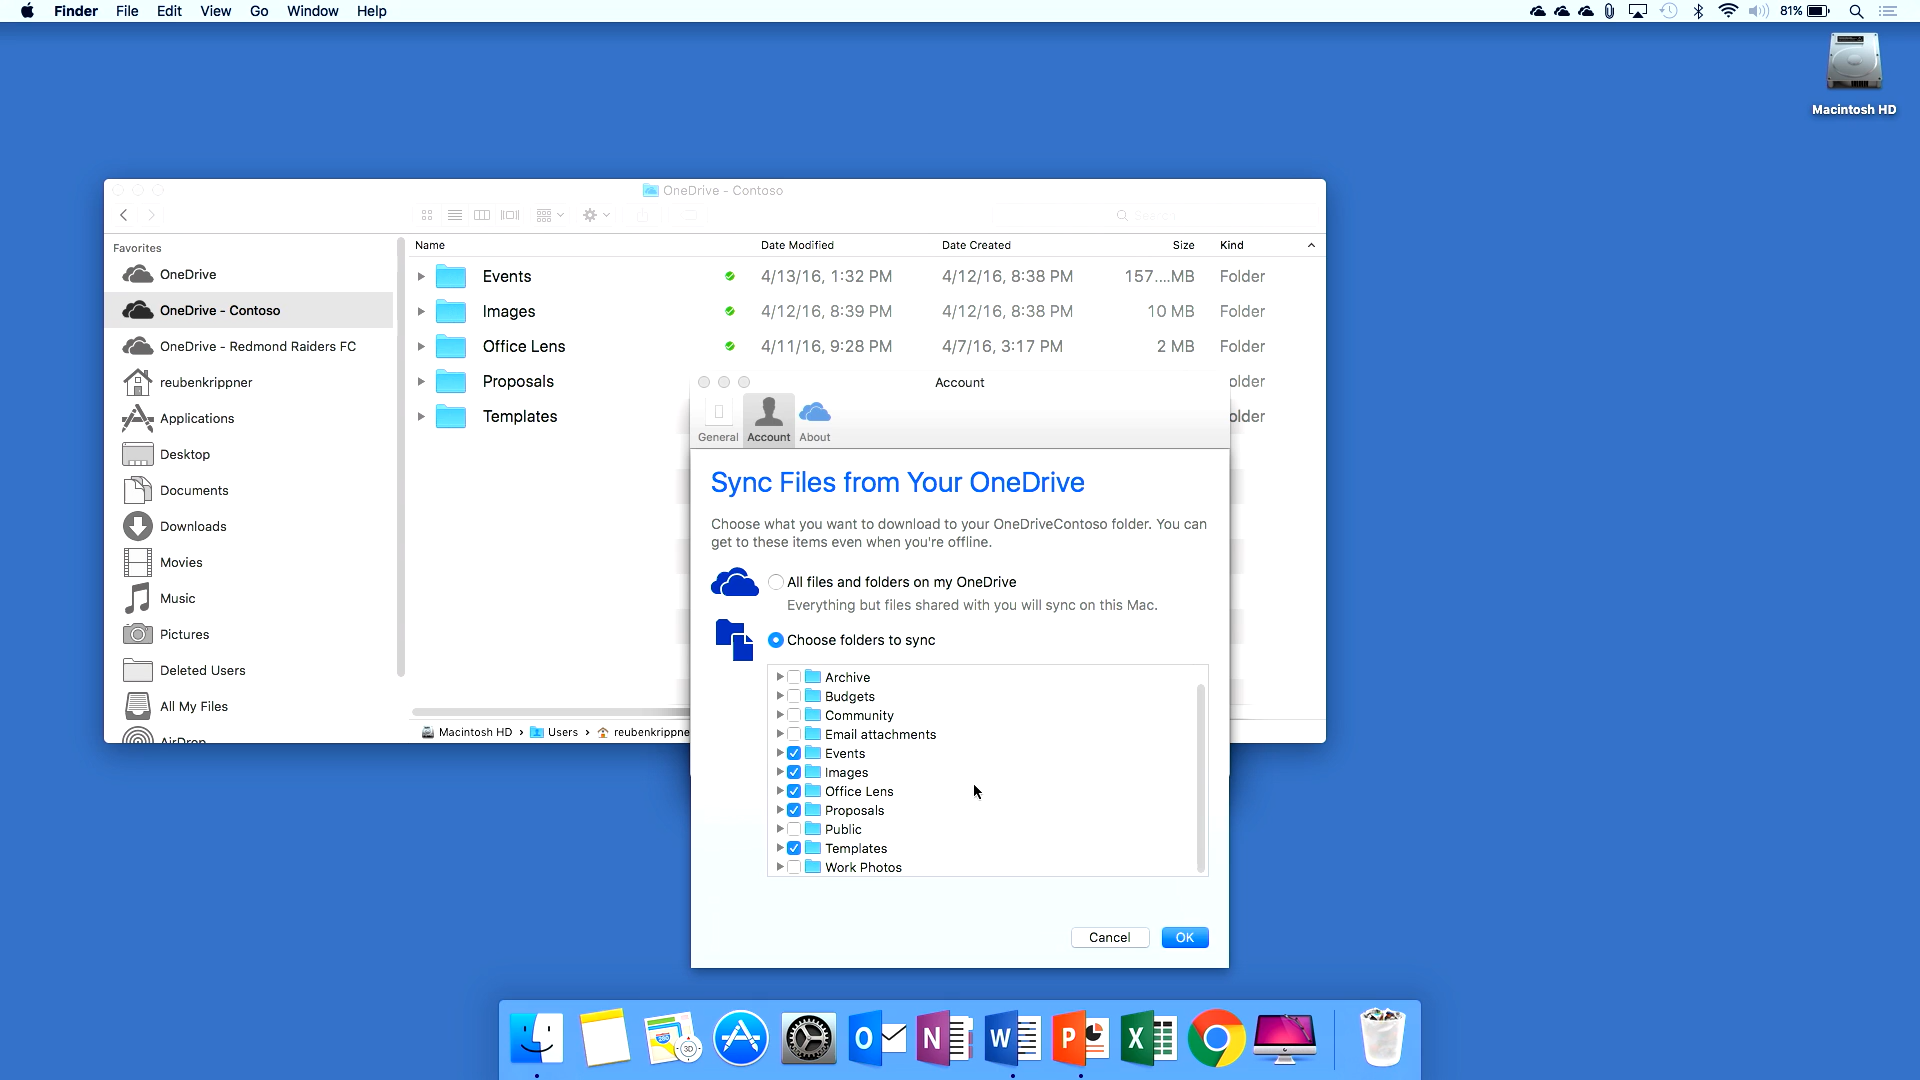 Finder File Edit View Go Window Help 81%
Macintosh HD
OneDrive - Contoso
Favorites
OneDrive
OneDrive - Contoso
OneDrive - Redmond Raiders FC
reubenkrippner
Applications
Desktop
Documents
Downloads
Movies
Music
Pictures
Deleted Users
All My Files
AirDrop
Name Date Modified Date Created Size Kind
Events 4/13/16, 1:32 PM 4/12/16, 8:38 PM 157....MB Folder
Images 4/12/16, 8:39 PM 4/12/16, 8:38 PM 10 MB Folder
Office Lens 4/11/16, 9:28 PM 4/7/16, 3:17 PM 2 MB Folder
Proposals older
Templates older
Macintosh HD › Users › reubenkrippne
Account
General Account About
Sync Files from Your OneDrive
Choose what you want to download to your OneDriveContoso folder. You can
get to these items even when you're offline.
All files and folders on my OneDrive
Everything but files shared with you will sync on this Mac.
Choose folders to sync
Archive
Budgets
Community
Email attachments
Events
Images
Office Lens
Proposals
Public
Templates
Work Photos
Cancel OK
280 3D O N W P X